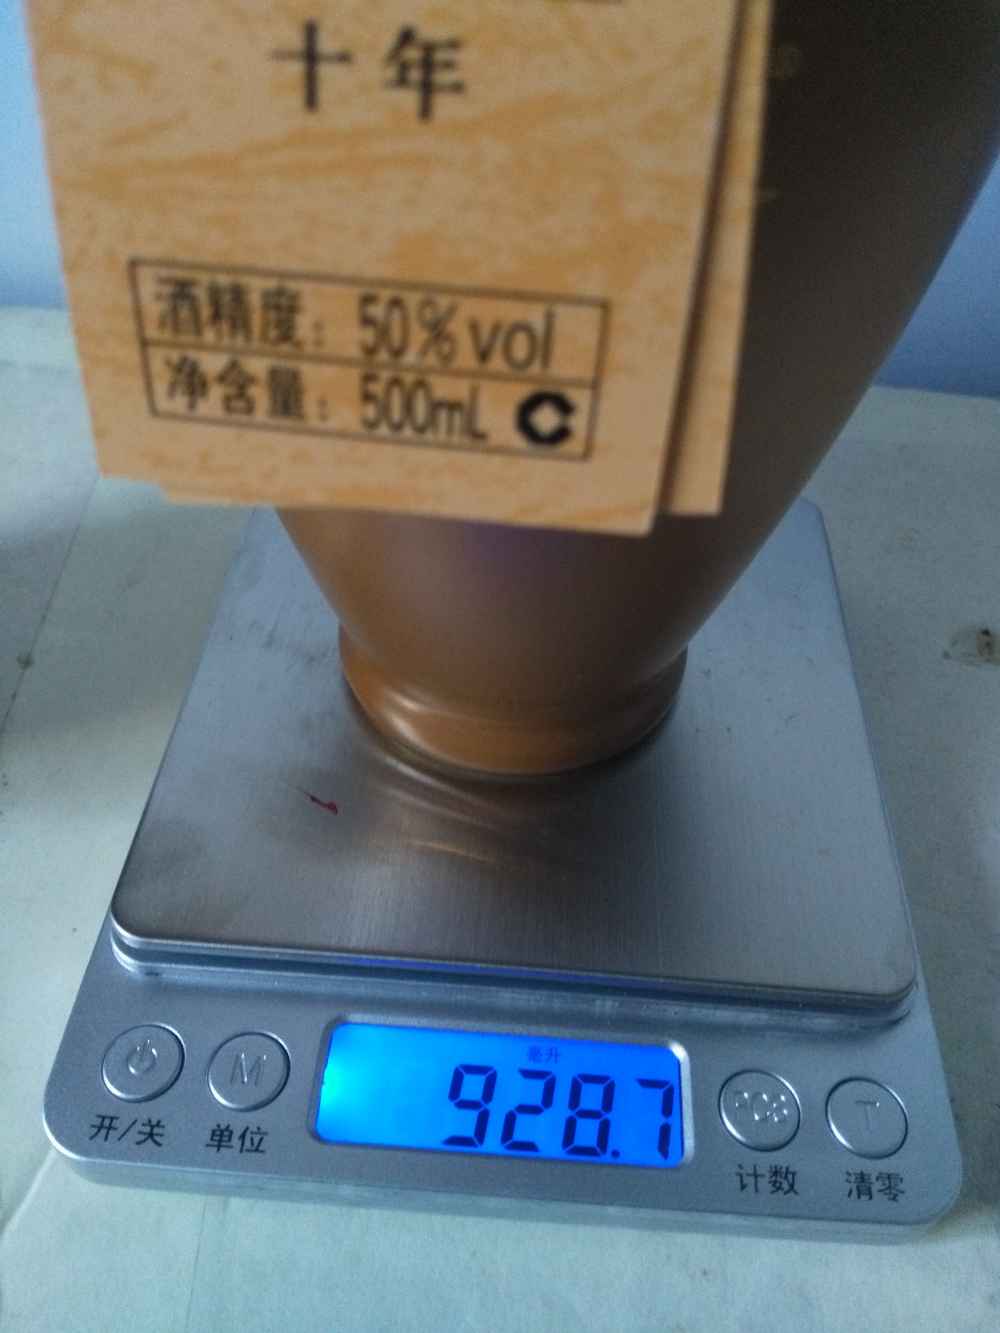 十年
酒精度：50%vol
净含量：500mL
毫升
928.7
M
PCS
T
开/关
单位
计数
清零